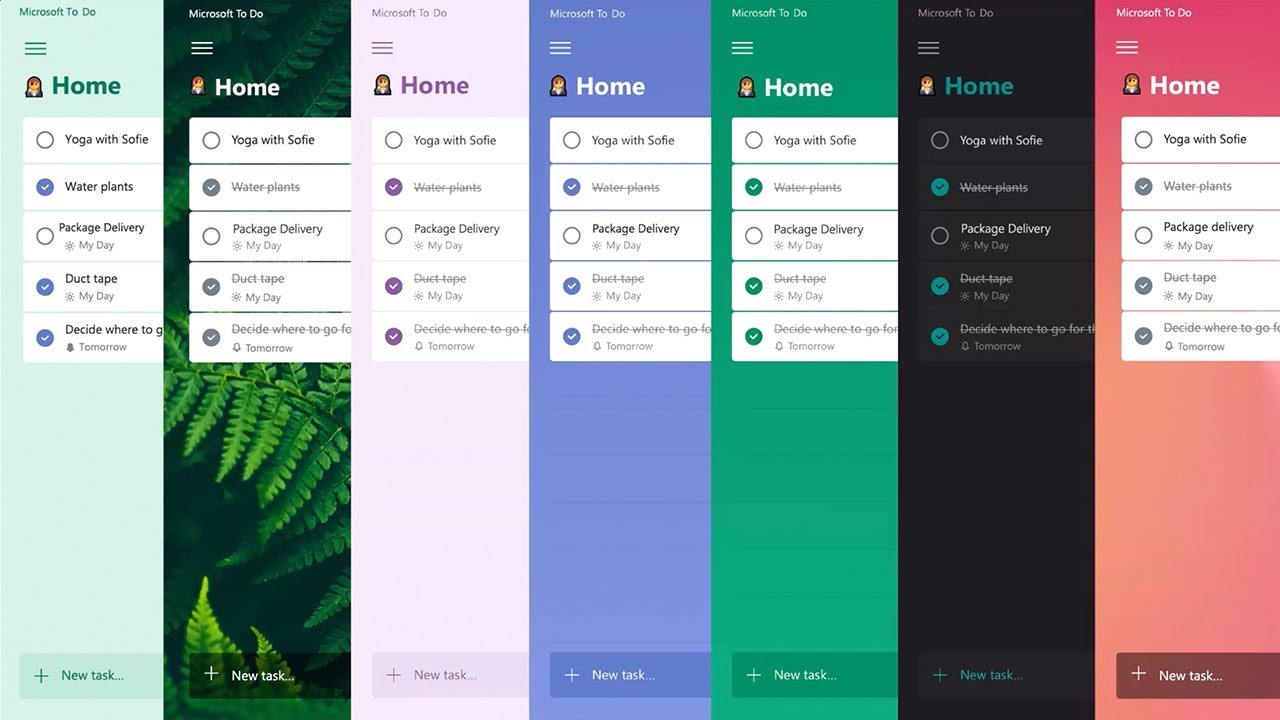 Microsoft To Do
Home
Yoga with Sofie
Water plants
Package Delivery
My Day
Duct tape
My Day
Decide where to g
Tomorrow
New task...
Microsoft To Do
Home
Yoga with Sofie
Water plants
Package Delivery
My Day
Duct tape
My Day
Decide where to go fo
Tomorrow
New task...
Microsoft To Do
Home
Yoga with Sofie
Water plants
Package Delivery
My Day
Duct tape
My Day
Decide where to go for
Tomorrow
New task...
Microsoft To Do
Home
Yoga with Sofie
Water plants
Package Delivery
My Day
Duct tape
My Day
Decide where to go fo
Tomorrow
New task...
Microsoft To Do
Home
Yoga with Sofie
Water plants
Package Delivery
My Day
Duct tape
My Day
Decide where to go for
Tomorrow
New task...
Microsoft To Do
Home
Yoga with Sofie
Water plants
Package Delivery
My Day
Duct tape
My Day
Decide where to go for th
Tomorrow
New task...
Microsoft To Do
Home
Yoga with Sofie
Water plants
Package delivery
My Day
Duct tape
My Day
Decide where to go fo
Tomorrow
New task...